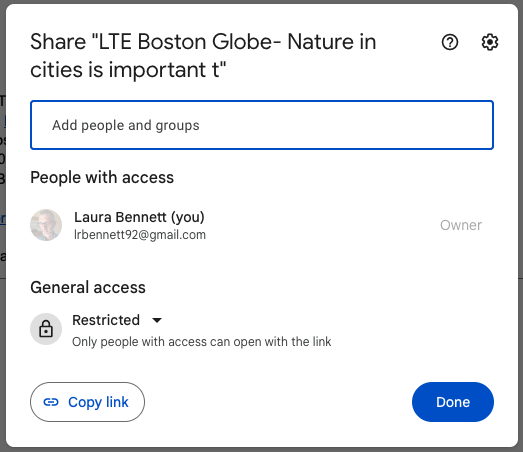 Share "LTE Boston Globe- Nature in
cities is important t"
Add people and groups
People with access
Laura Bennett (you)
lrbennett92@gmail.com
Owner
General access
Restricted
Only people with access can open with the link
Copy link
Done